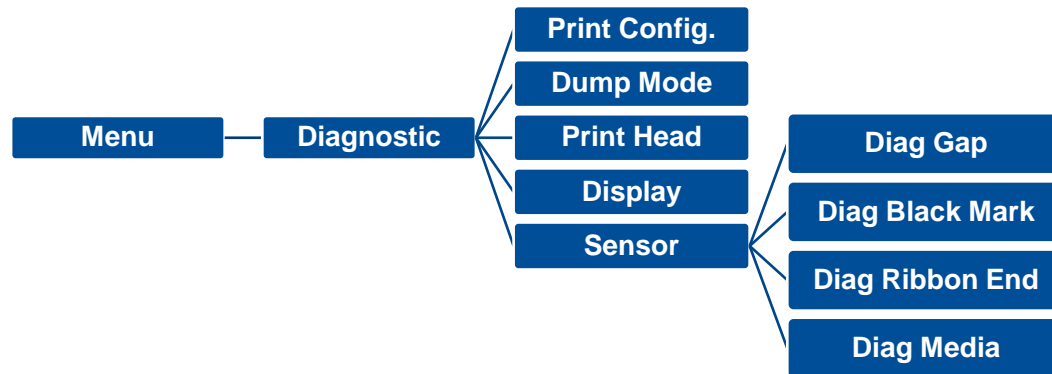 Menu
Diagnostic
Print Config.
Dump Mode
Print Head
Display
Sensor
Diag Gap
Diag Black Mark
Diag Ribbon End
Diag Media